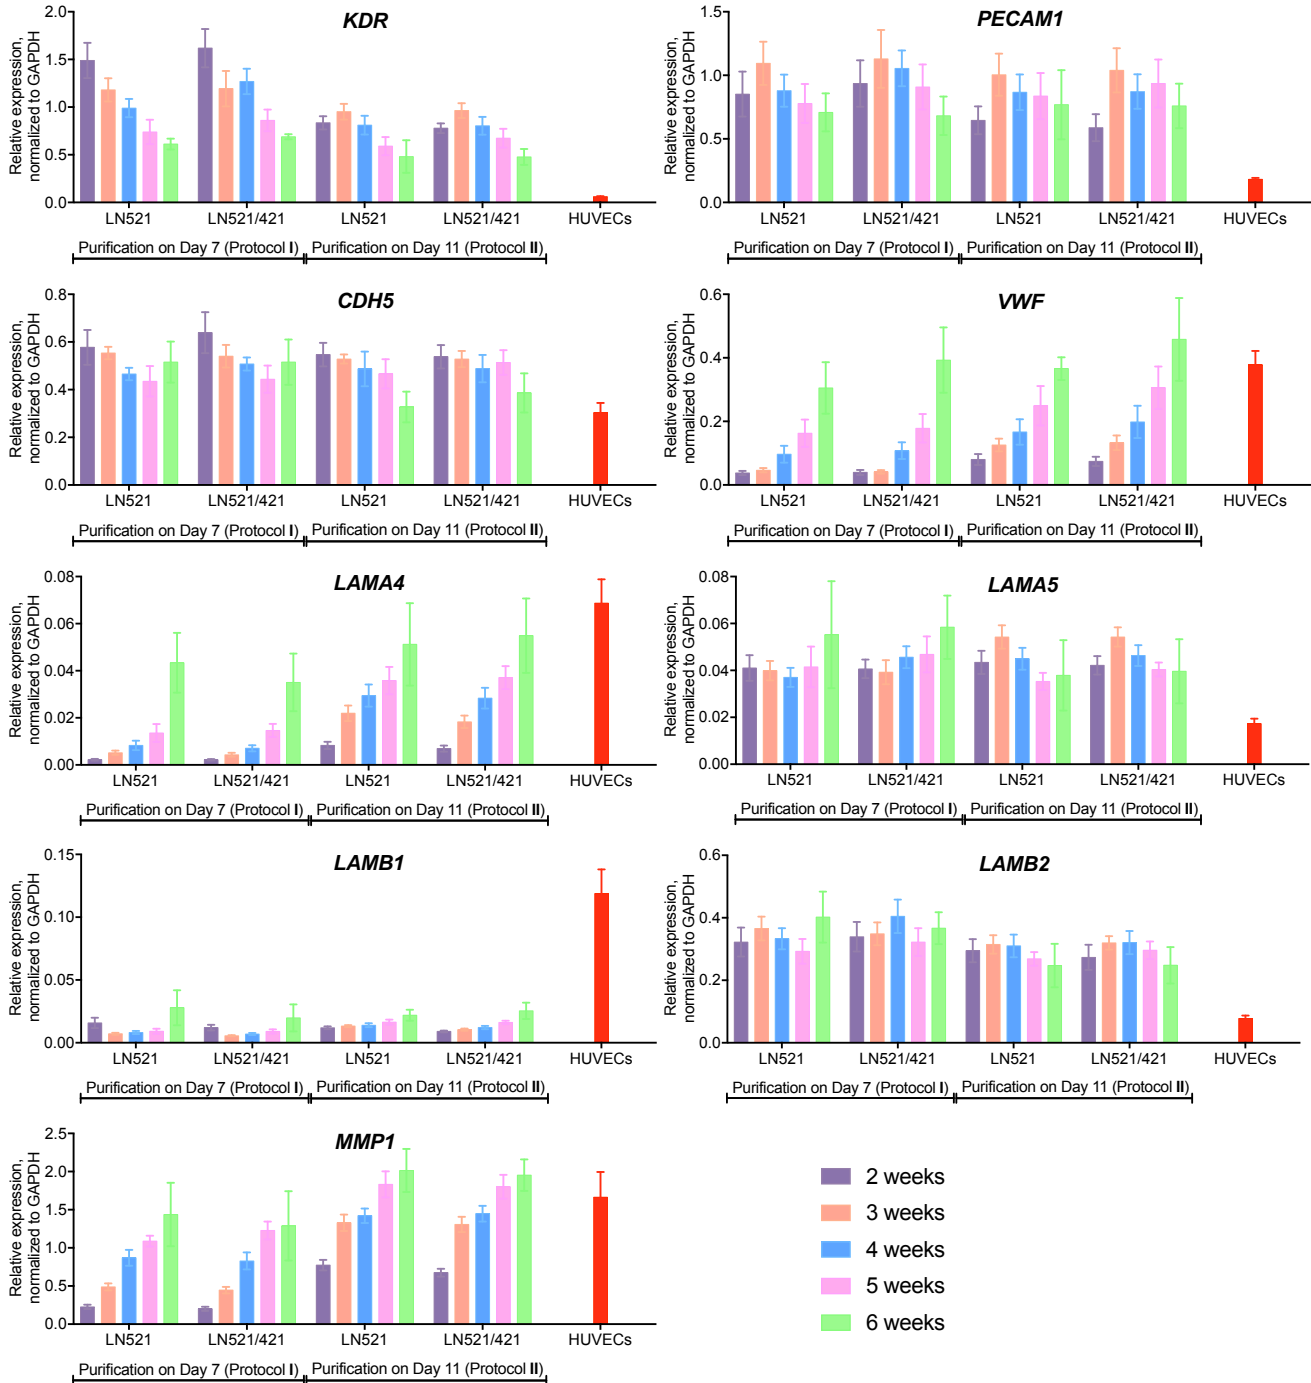 KDR
Relative expression,
normalized to GAPDH
2.0
1.5
1.0
0.5
0.0
LN521
LN521/421
LN521
LN521/421
HUVECs
Purification on Day 7 (Protocol I)
Purification on Day 11 (Protocol II)
PECAM1
Relative expression,
normalized to GAPDH
1.5
1.0
0.5
0.0
LN521
LN521/421
LN521
LN521/421
HUVECs
Purification on Day 7 (Protocol I)
Purification on Day 11 (Protocol II)
CDH5
Relative expression,
normalized to GAPDH
0.8
0.6
0.4
0.2
0.0
LN521
LN521/421
LN521
LN521/421
HUVECs
Purification on Day 7 (Protocol I)
Purification on Day 11 (Protocol II)
VWF
Relative expression,
normalized to GAPDH
0.6
0.4
0.2
0.0
LN521
LN521/421
LN521
LN521/421
HUVECs
Purification on Day 7 (Protocol I)
Purification on Day 11 (Protocol II)
LAMA4
Relative expression,
normalized to GAPDH
0.08
0.06
0.04
0.02
0.00
LN521
LN521/421
LN521
LN521/421
HUVECs
Purification on Day 7 (Protocol I)
Purification on Day 11 (Protocol II)
LAMA5
Relative expression,
normalized to GAPDH
0.08
0.06
0.04
0.02
0.00
LN521
LN521/421
LN521
LN521/421
HUVECs
Purification on Day 7 (Protocol I)
Purification on Day 11 (Protocol II)
LAMB1
Relative expression,
normalized to GAPDH
0.15
0.10
0.05
0.00
LN521
LN521/421
LN521
LN521/421
HUVECs
Purification on Day 7 (Protocol I)
Purification on Day 11 (Protocol II)
LAMB2
Relative expression,
normalized to GAPDH
0.6
0.4
0.2
0.0
LN521
LN521/421
LN521
LN521/421
HUVECs
Purification on Day 7 (Protocol I)
Purification on Day 11 (Protocol II)
MMP1
Relative expression,
normalized to GAPDH
2.5
2.0
1.5
1.0
0.5
0.0
LN521
LN521/421
LN521
LN521/421
HUVECs
Purification on Day 7 (Protocol I)
Purification on Day 11 (Protocol II)
2 weeks
3 weeks
4 weeks
5 weeks
6 weeks